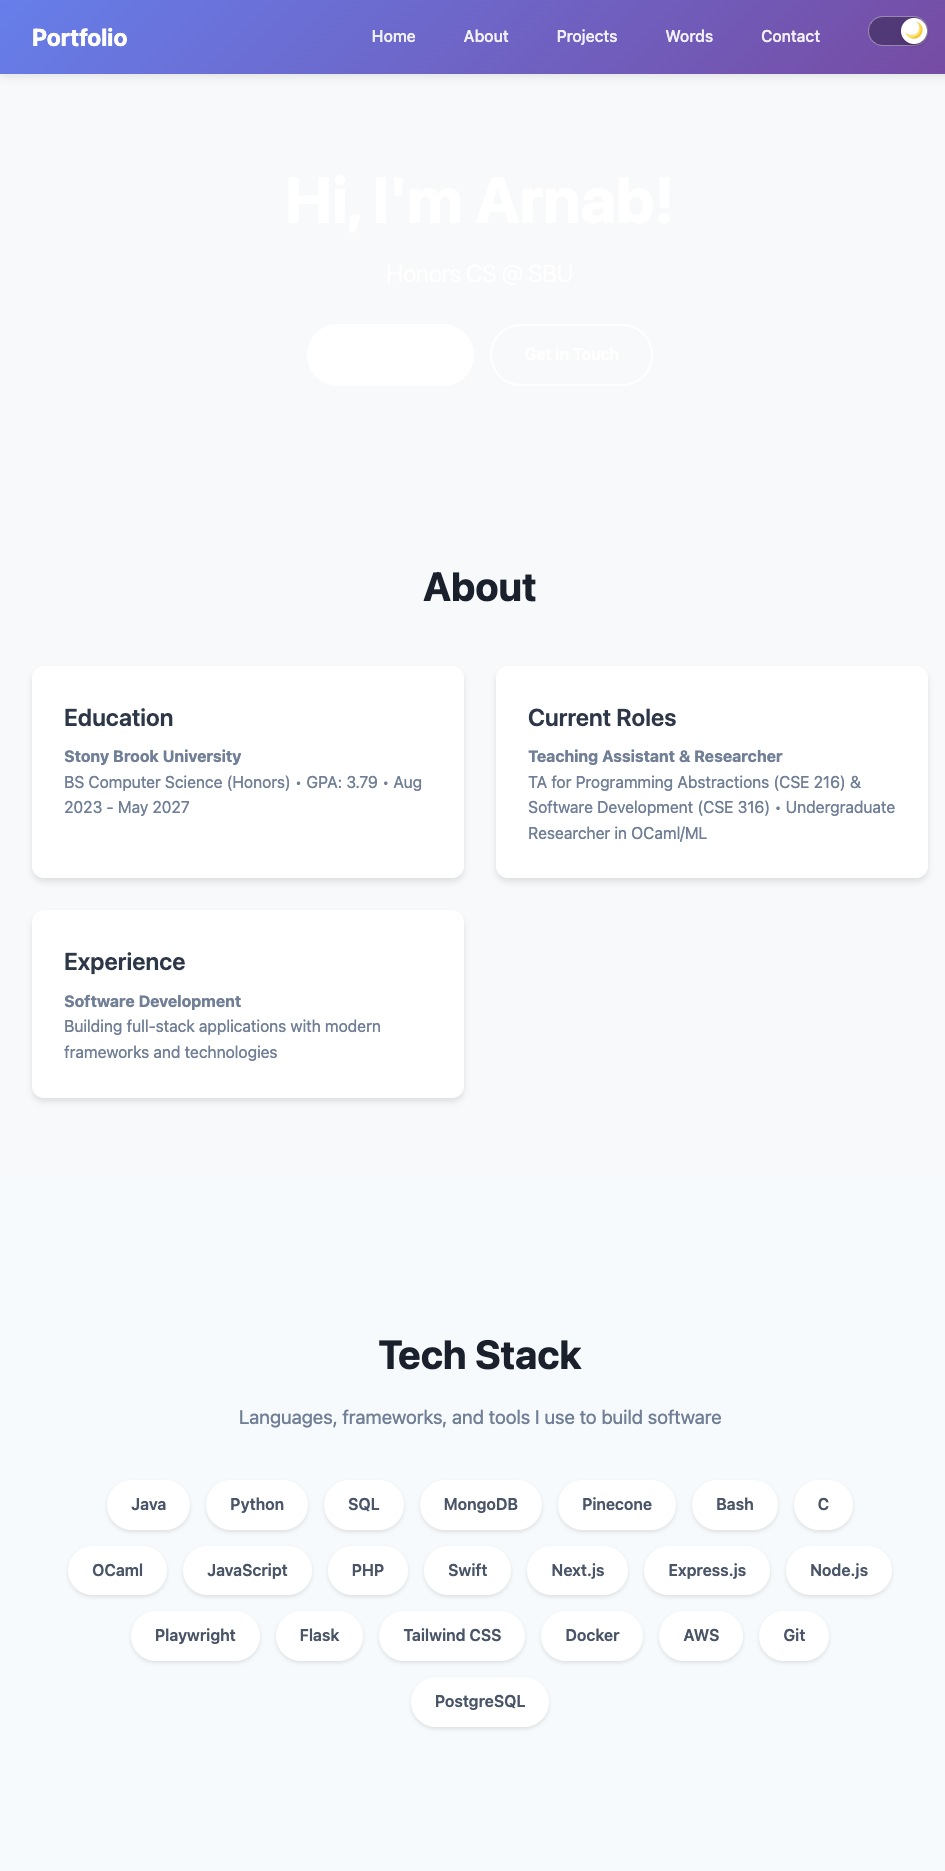 Portfolio
Home About Projects Words Contact
Hi, I'm Arnab!
Honors CS @ SBU
Get in Touch
About
Education
Stony Brook University
BS Computer Science (Honors) • GPA: 3.79 • Aug
2023 - May 2027
Current Roles
Teaching Assistant & Researcher
TA for Programming Abstractions (CSE 216) &
Software Development (CSE 316) • Undergraduate
Researcher in OCaml/ML
Experience
Software Development
Building full-stack applications with modern
frameworks and technologies
Tech Stack
Languages, frameworks, and tools I use to build software
Java Python SQL MongoDB Pinecone Bash C
OCaml JavaScript PHP Swift Next.js Express.js Node.js
Playwright Flask Tailwind CSS Docker AWS Git
PostgreSQL